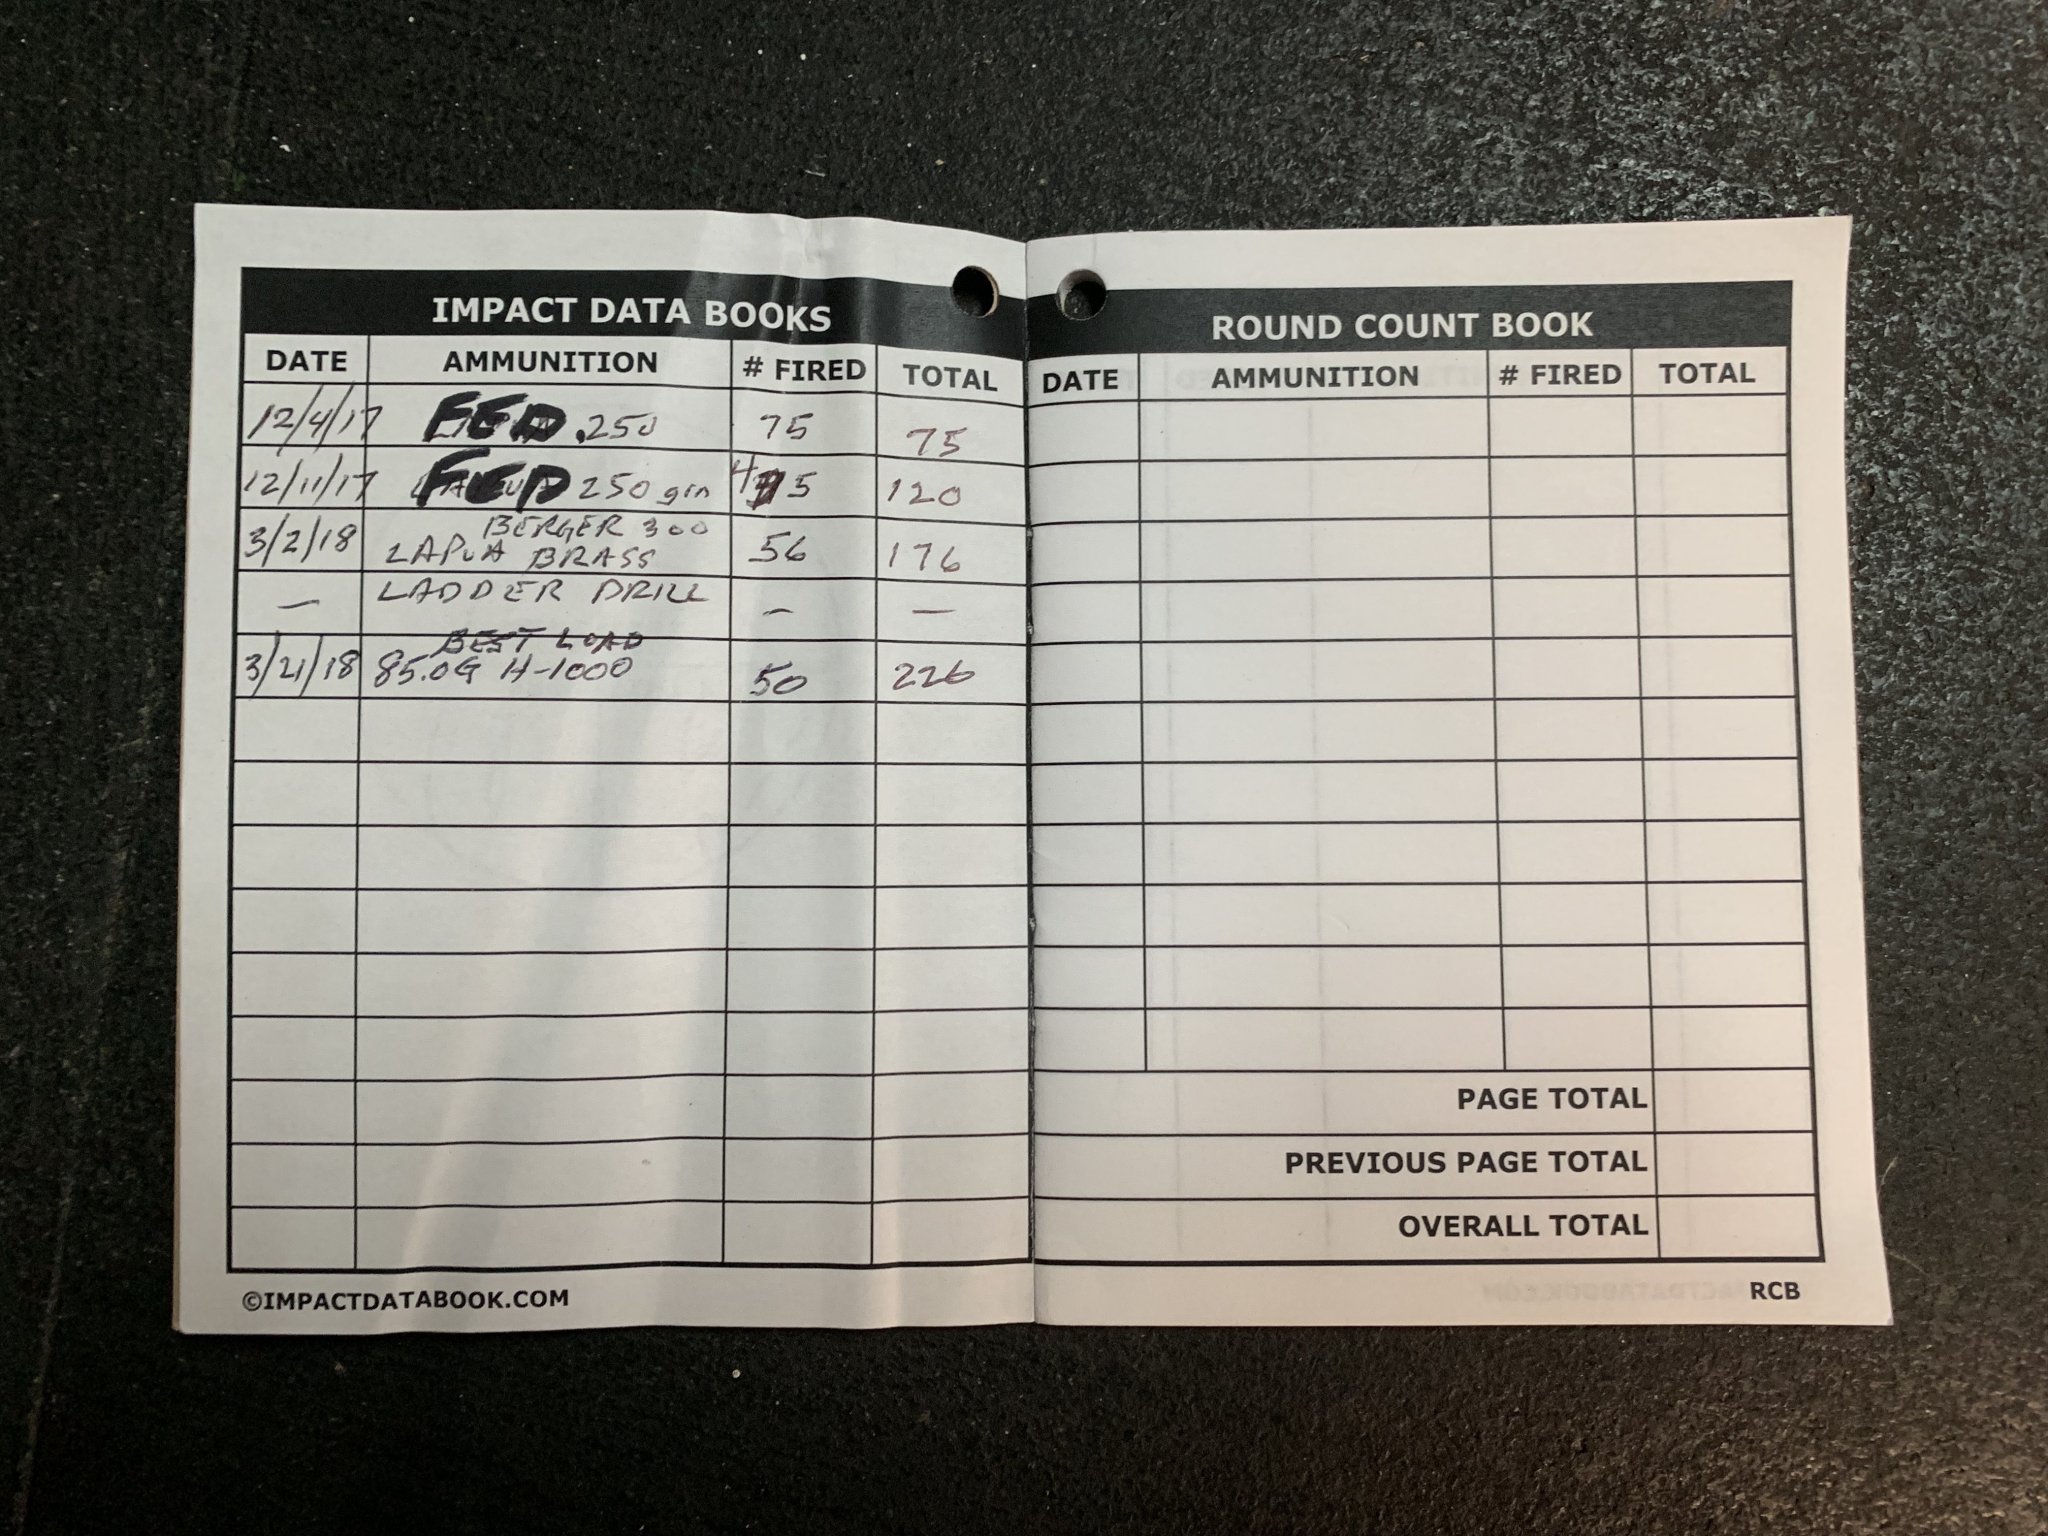 IMPACT DATA BOOKS
DATE AMMUNITION # FIRED TOTAL
12/4/17 FED .250 75 75
12/11/17 FED 250 grn 45 120
3/2/18 BERGER 300
LAPUA BRASS 56 176
— LADDER DRILL — —
BEST LOAD
3/21/18 85.0G H-1000 50 226
©IMPACTDATABOOK.COM
ROUND COUNT BOOK
DATE AMMUNITION # FIRED TOTAL
PAGE TOTAL
PREVIOUS PAGE TOTAL
OVERALL TOTAL
RCB